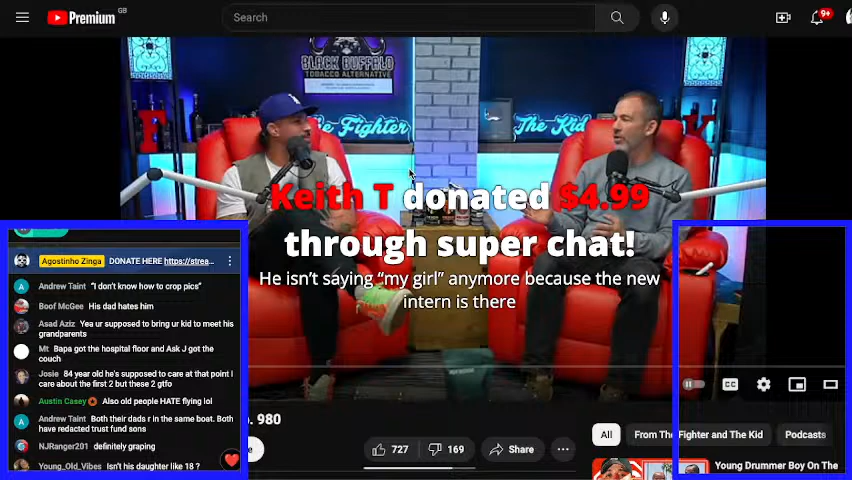 Premium GB
Search
9+
BLACK BUFFALO
TOBACCO ALTERNATIVE
he Fighter
The Kid
Keith T donated $4.99
through super chat!
He isn't saying "my girl" anymore because the new
intern is there
Agostinho Zinga DONATE HERE https://strea...
Andrew Taint "I don't know how to crop pics"
Boof McGee His dad hates him
Asad Aziz Yea ur supposed to bring ur kid to meet his
grandparents
Mt Bapa got the hospital floor and Ask J got the
couch
Josie 84 year old he's supposed to care at that point I
care about the first 2 but these 2 gtfo
Austin Casey Also old people HATE flying lol
Andrew Taint Both their dads r in the same boat. Both
have redacted trust fund sons
NJRanger201 definitely graping
Young_Old_Vibes Isn't his daughter like 18 ?
CC
p. 980
727 169 Share
All From The Fighter and The Kid Podcasts
Young Drummer Boy On The